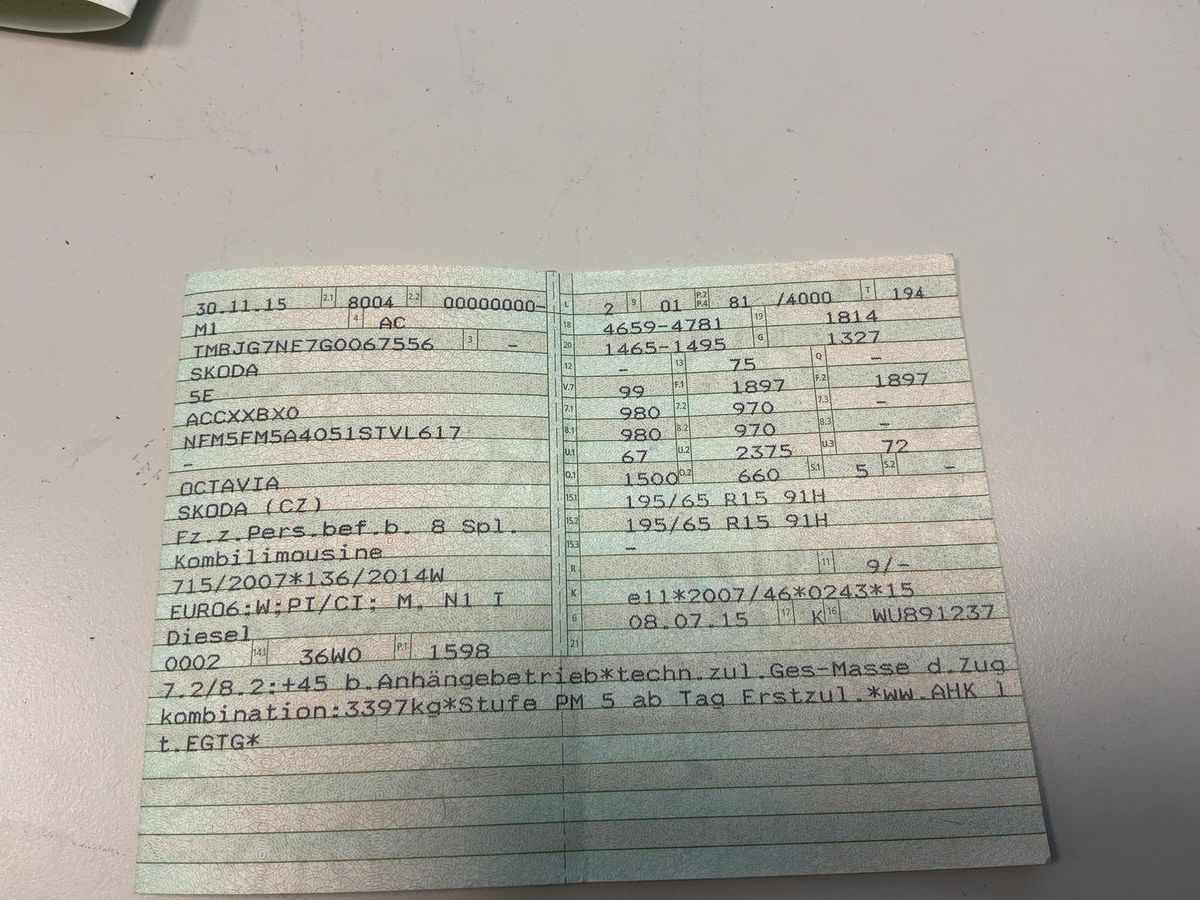 30.11.15 2.1 8004 2.2 00000000-
M1 4 AC
TMBJG7NE7G0067556 3 -
SKODA
5E
ACCXXBX0
NFM5FM5A4051STVL617
-
OCTAVIA
SKODA (CZ)
Fz.z.Pers.bef.b. 8 Spl.
Kombilimousine
715/2007*136/2014W
EURO6;W;PI/CI; M, N1 I
Diesel
0002 14.1 36W0 P.1 1598
L 2 9 01 P.2 P.4 81 /4000 T 194
18 4659-4781 19 1814
20 1465-1495 G 1327
12 - 13 75 Q -
V.7 99 F.1 1897 F.2 1897
7.1 980 7.2 970 7.3 -
8.1 980 8.2 970 8.3 -
U.1 67 U.2 2375 U.3 72
O.1 1500 O.2 660 S.1 5 S.2 -
15.1 195/65 R15 91H
15.2 195/65 R15 91H
15.3 -
R 11 9/-
K e11*2007/46*0243*15
6 08.07.15 17 K 16 WU891237
21
7.2/8.2:+45 b.Anhängebetrieb*techn.zul.Ges-Masse d.Zug
kombination:3397kg*Stufe PM 5 ab Tag Erstzul.*ww.AHK l
t.EGTG*